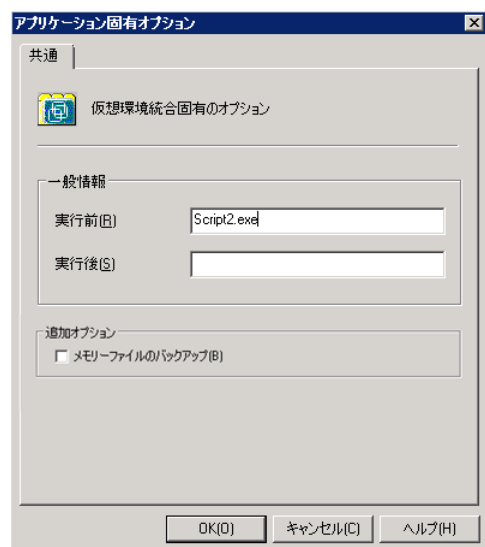 アプリケーション固有オプション
共通
仮想環境統合固有のオプション
一般情報
実行前(R) Script2.exe
実行後(S)
追加オプション
メモリーファイルのバックアップ(B)
OK(O) キャンセル(C) ヘルプ(H)